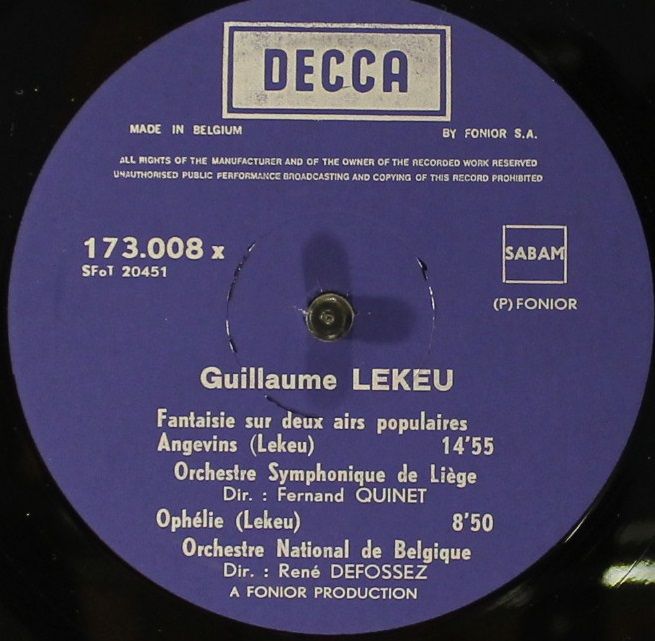 DECCA
MADE IN BELGIUM BY FONIOR S.A.
ALL RIGHTS OF THE MANUFACTURER AND OF THE OWNER OF THE RECORDED WORK RESERVED
UNAUTHORISED PUBLIC PERFORMANCE BROADCASTING AND COPYING OF THIS RECORD PROHIBITED
173.008 x
SFoT 20451
SABAM
(P) FONIOR
Guillaume LEKEU
Fantaisie sur deux airs populaires
Angevins (Lekeu) 14'55
Orchestre Symphonique de Liège
Dir. : Fernand QUINET
Ophélie (Lekeu) 8'50
Orchestre National de Belgique
Dir. : René DEFOSSEZ
A FONIOR PRODUCTION